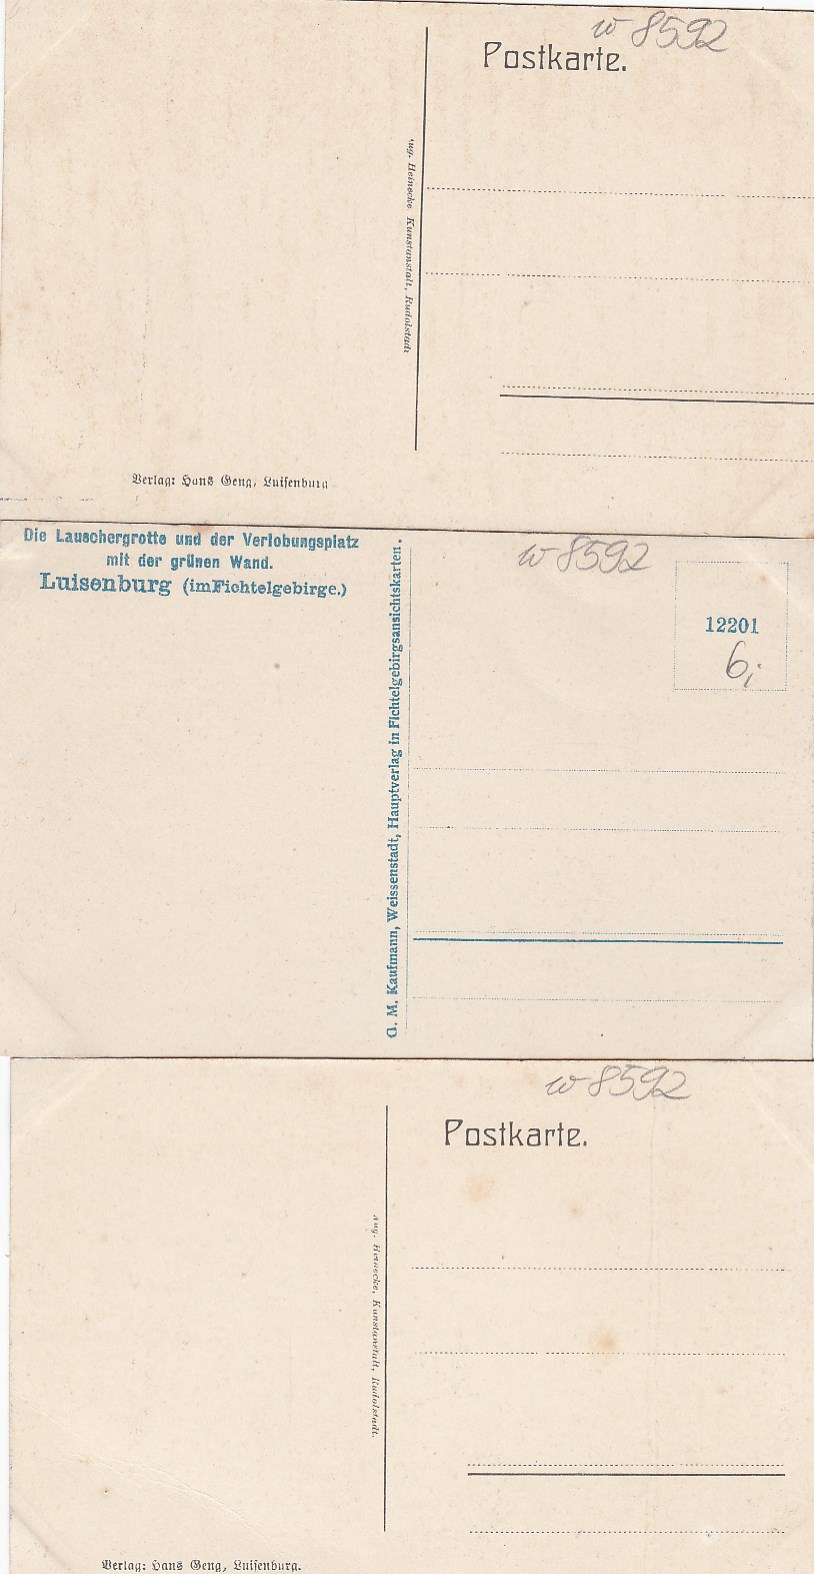 w 8592
Postkarte.
Aug. Heinecke Kunstanstalt, Rudolstadt
Verlag: Hans Geng, Luisenburg
Die Lauschergrotte und der Verlobungsplatz
mit der grünen Wand.
Luisenburg (im Fichtelgebirge.)
G. M. Kaufmann, Weissenstadt, Hauptverlag in Fichtelgebirgsansichtskarten.
w 8592
12201
6,
w 8592
Postkarte.
Aug. Heinecke, Kunstanstalt, Rudolstadt.
Verlag: Hans Geng, Luisenburg.